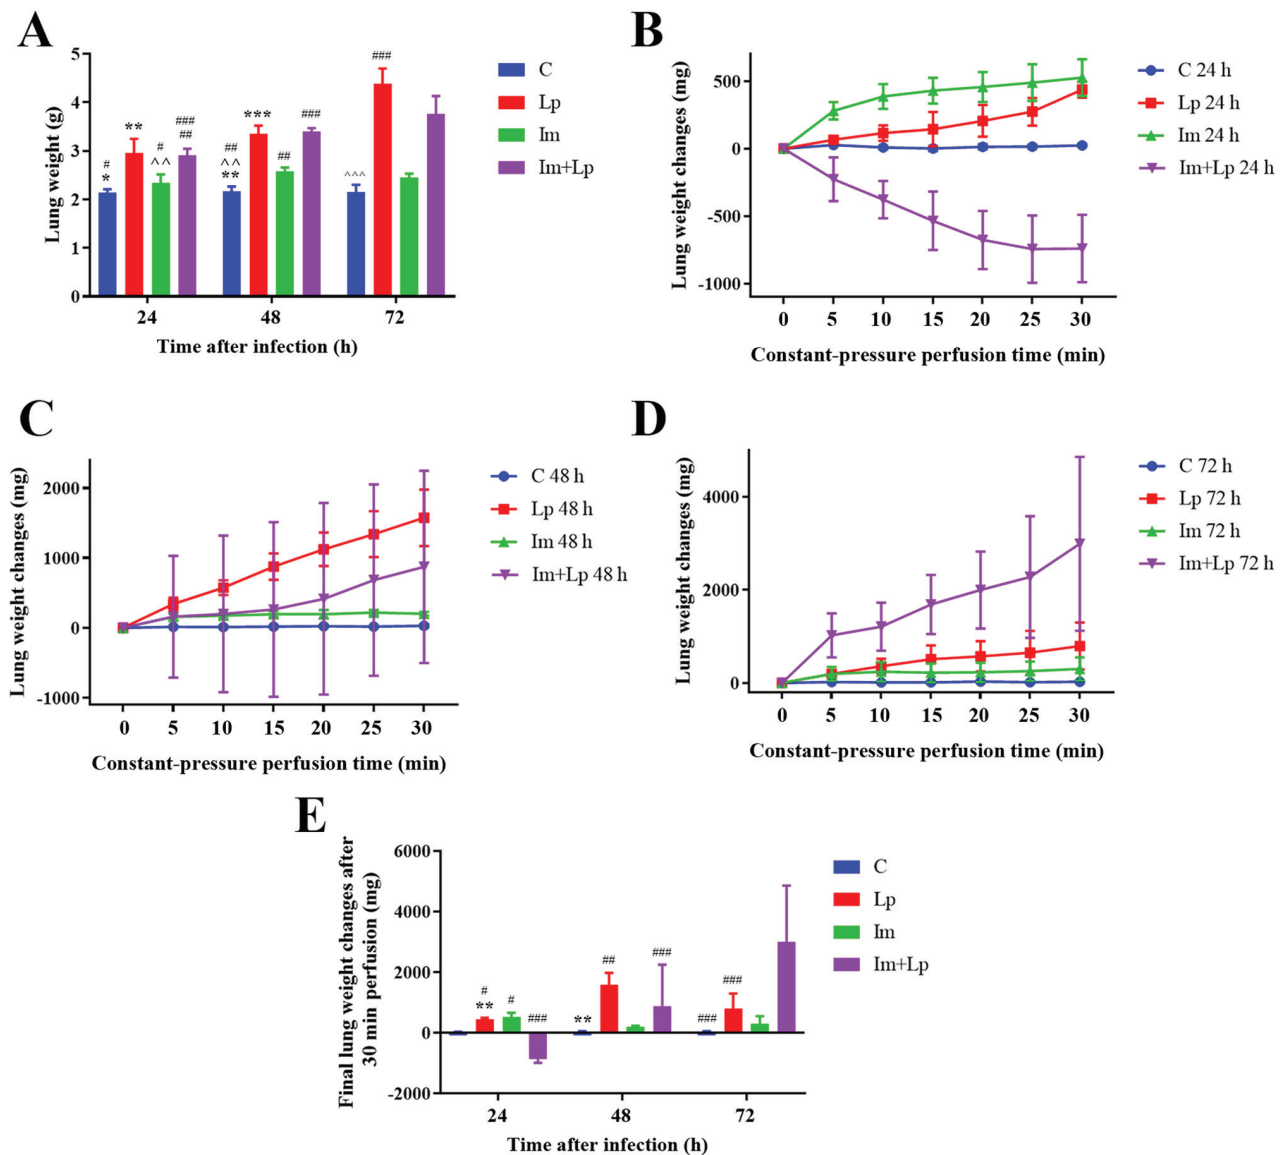 A
Lung weight (g)
5
4
3
2
1
0
#
*
**
#
^^
###
##
##
^^
**
***
##
###
^^^
###
24
48
72
Time after infection (h)
C
Lp
Im
Im+Lp
B
Lung weight changes (mg)
500
0
-500
-1000
0 5 10 15 20 25 30
Constant-pressure perfusion time (min)
C 24 h
Lp 24 h
Im 24 h
Im+Lp 24 h
C
Lung weight changes (mg)
2000
1000
0
-1000
0 5 10 15 20 25 30
Constant-pressure perfusion time (min)
C 48 h
Lp 48 h
Im 48 h
Im+Lp 48 h
D
Lung weight changes (mg)
4000
2000
0
0 5 10 15 20 25 30
Constant-pressure perfusion time (min)
C 72 h
Lp 72 h
Im 72 h
Im+Lp 72 h
E
Final lung weight changes after
30 min perfusion (mg)
6000
4000
2000
0
-2000
#
**
#
###
**
##
###
###
###
24
48
72
Time after infection (h)
C
Lp
Im
Im+Lp